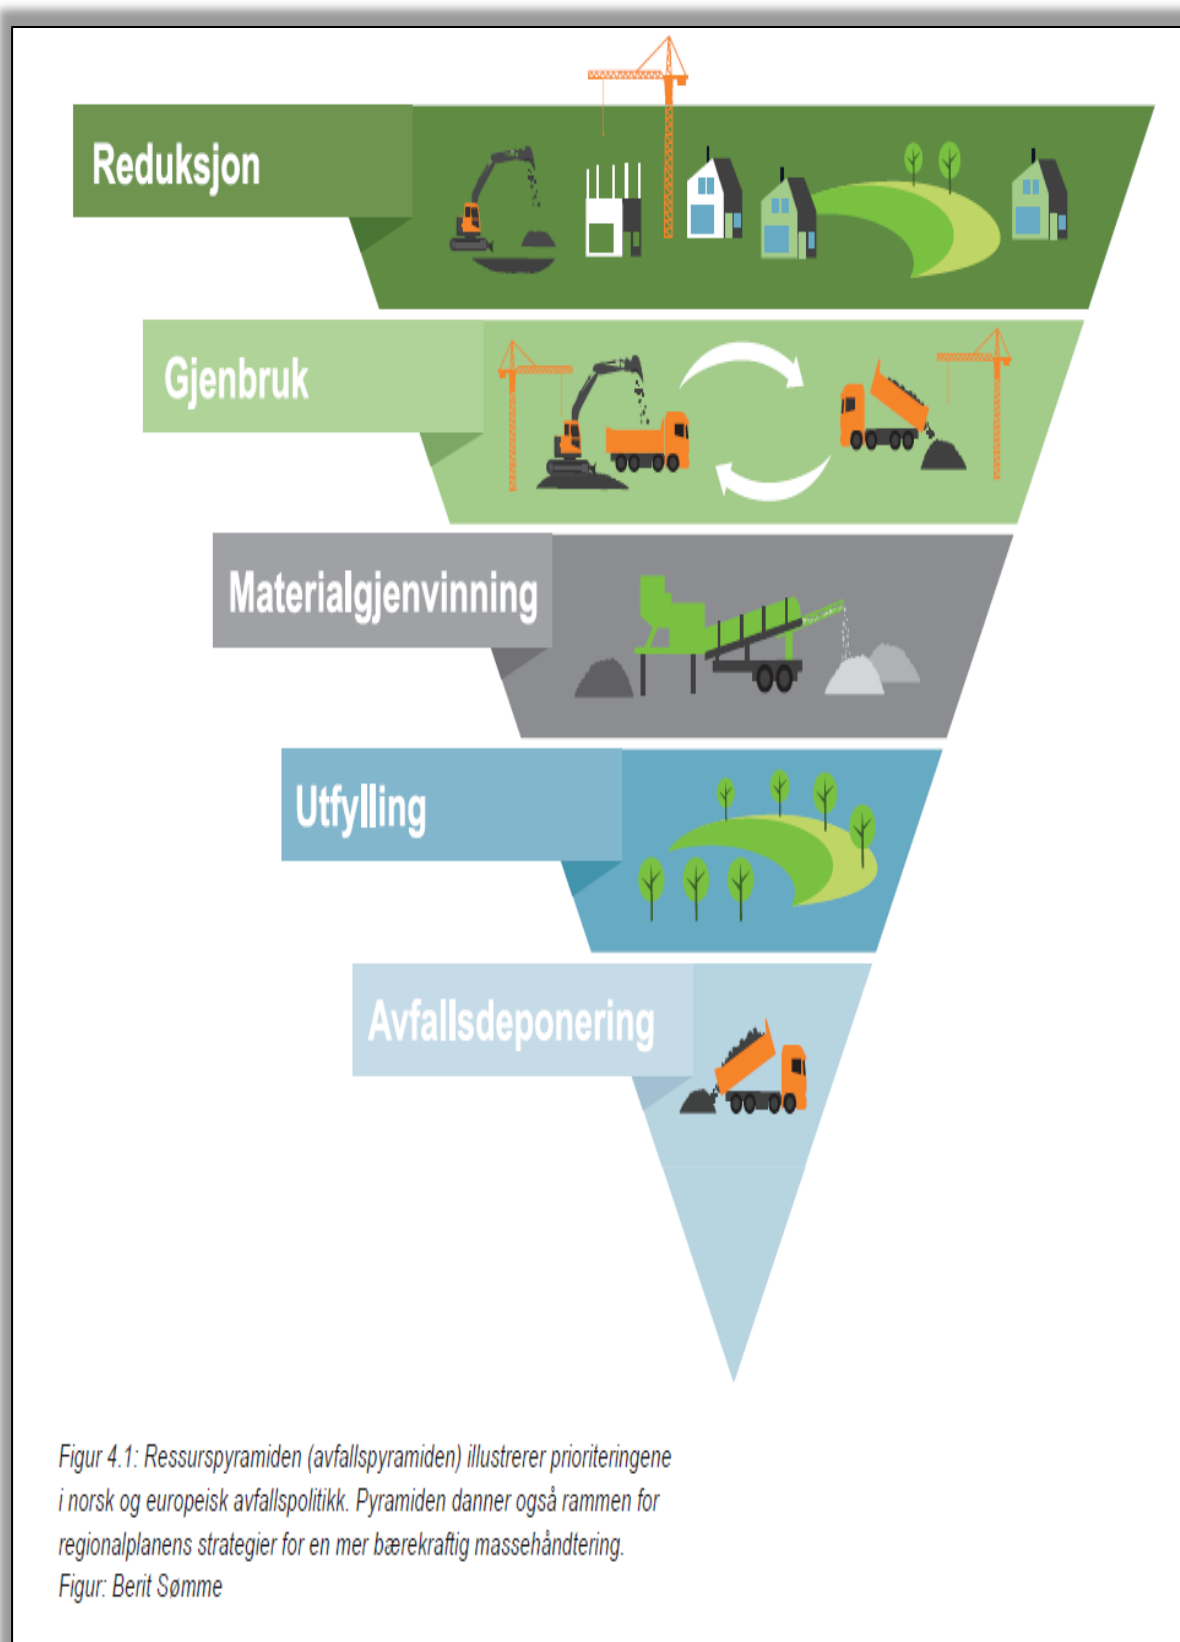 Reduksjon
Gjenbruk
Materialgjenvinning
Utfylling
Avfallsdeponering
Figur 4.1: Ressurspyramiden (avfallspyramiden) illustrerer prioriteringene
i norsk og europeisk avfallspolitikk. Pyramiden danner også rammen for
regionalplanens strategier for en mer bærekraftig massehåndtering.
Figur: Berit Sømme